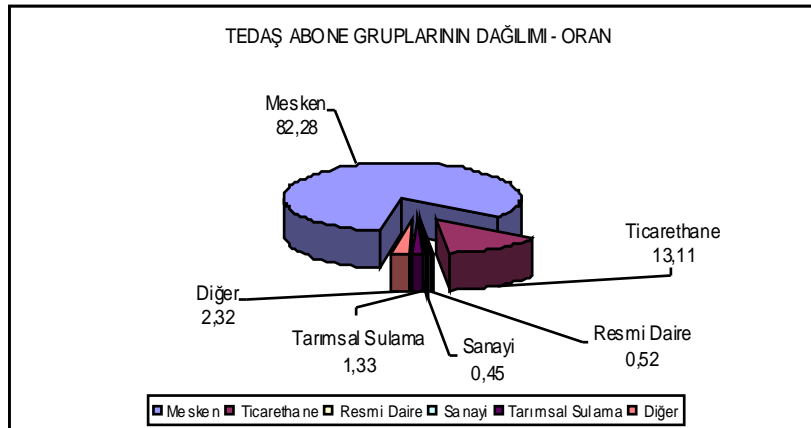 TEDAŞ ABONE GRUPLARININ DAĞILIMI - ORAN
Mesken
82,28
Ticarethane
13,11
Diğer
2,32
Tarımsal Sulama
1,33
Sanayi
0,45
Resmi Daire
0,52
Mesken Ticarethane Resmi Daire Sanayi Tarımsal Sulama Diğer